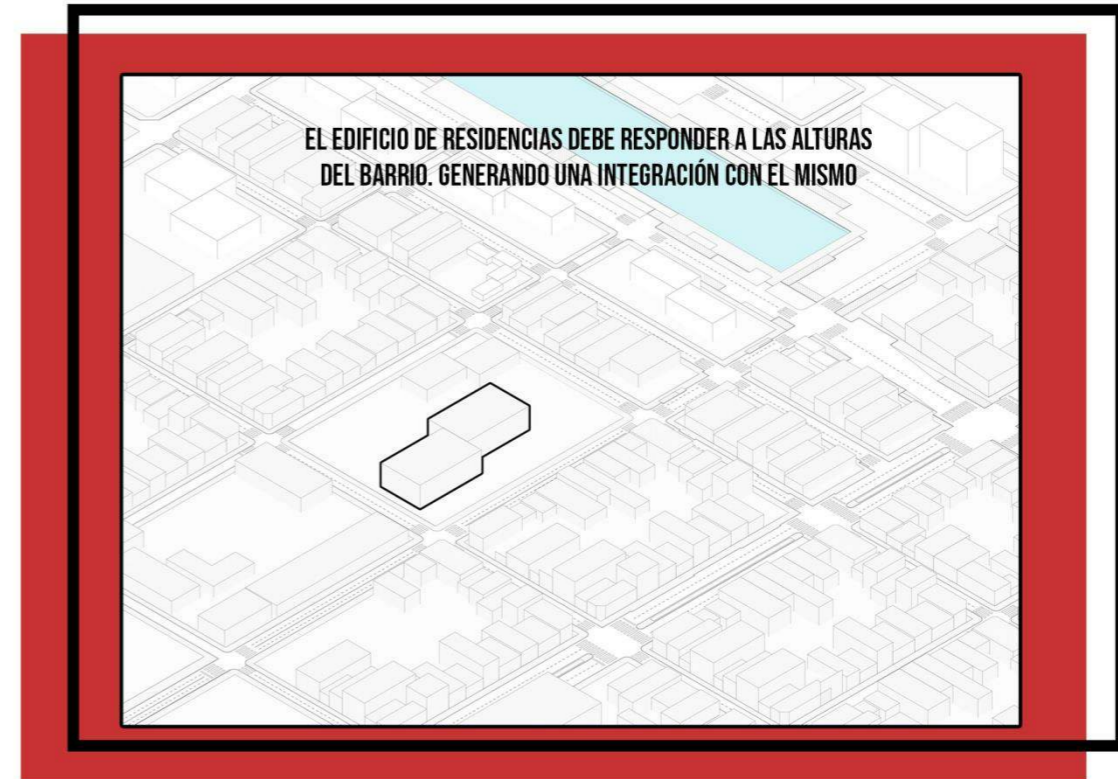 EL EDIFICIO DE RESIDENCIAS DEBE RESPONDER A LAS ALTURAS
DEL BARRIO. GENERANDO UNA INTEGRACIÓN CON EL MISMO